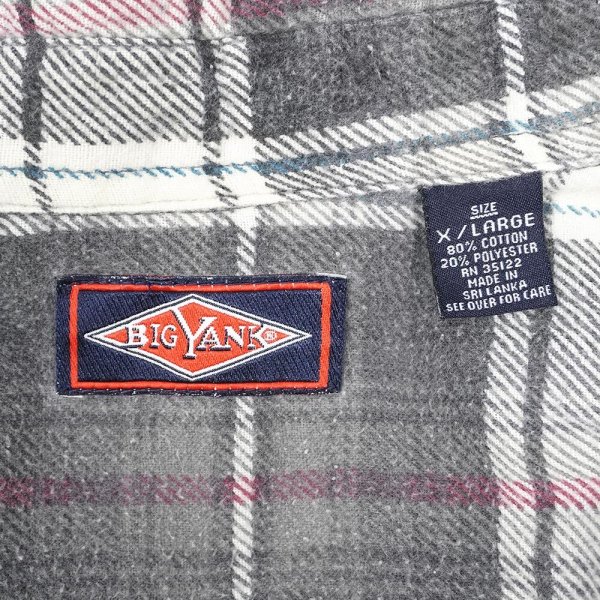 SIZE
X/LARGE
80% COTTON
20% POLYESTER
RN 35122
MADE IN
SRI LANKA
SEE OVER FOR CARE
BIG YANK®